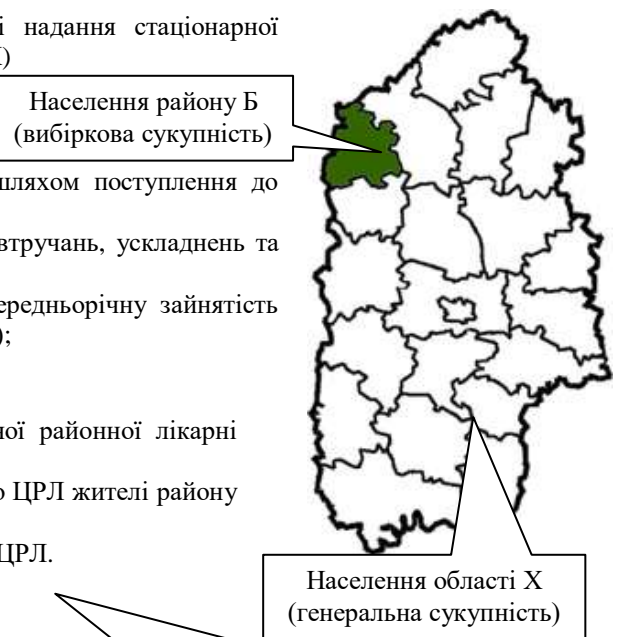 і надання стаціонарної
)
Населення району Б
(вибіркова сукупність)
шляхом поступлення до
втручань, ускладнень та
ередньорічну зайнятість
);
ної районної лікарні
о ЦРЛ жителі району
ЦРЛ.
Населення області Х
(генеральна сукупність)